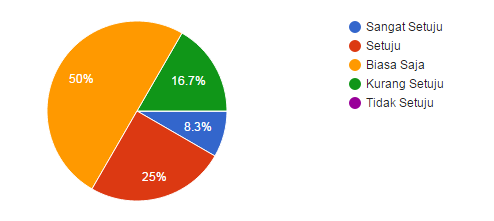 Sangat Setuju
Setuju
Biasa Saja
Kurang Setuju
Tidak Setuju
50%
16.7%
8.3%
25%